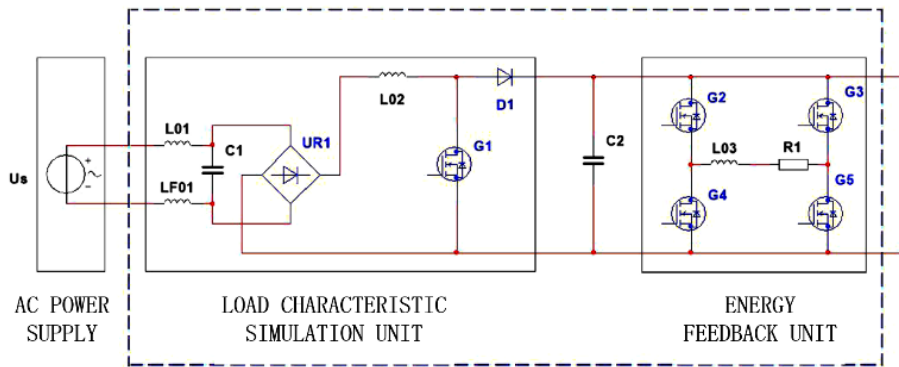 L01
C1
UR1
L02
D1
G1
C2
G2
G3
L03
R1
G4
G5
Us
+
~
−
LF01
AC POWER
SUPPLY
LOAD CHARACTERISTIC
SIMULATION UNIT
ENERGY
FEEDBACK UNIT